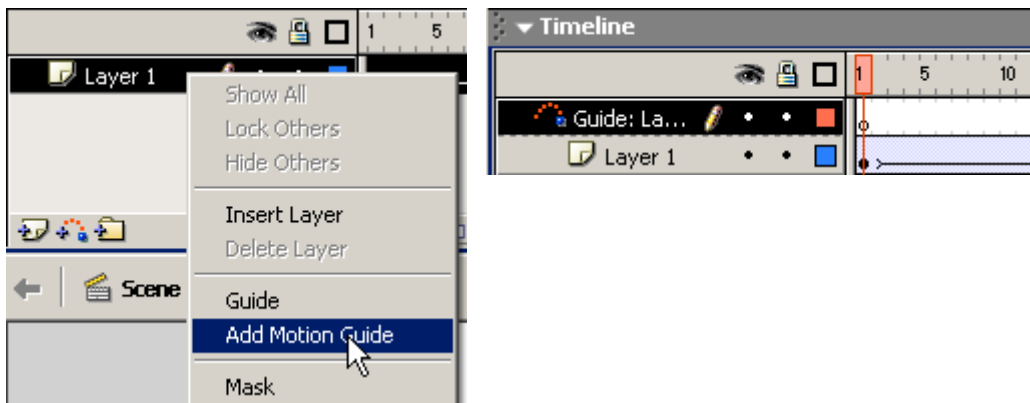 1 5
Layer 1
Show All
Lock Others
Hide Others
Insert Layer
Delete Layer
Scene
Guide
Add Motion Guide
Mask
Timeline
1 5 10
Guide: La...
Layer 1